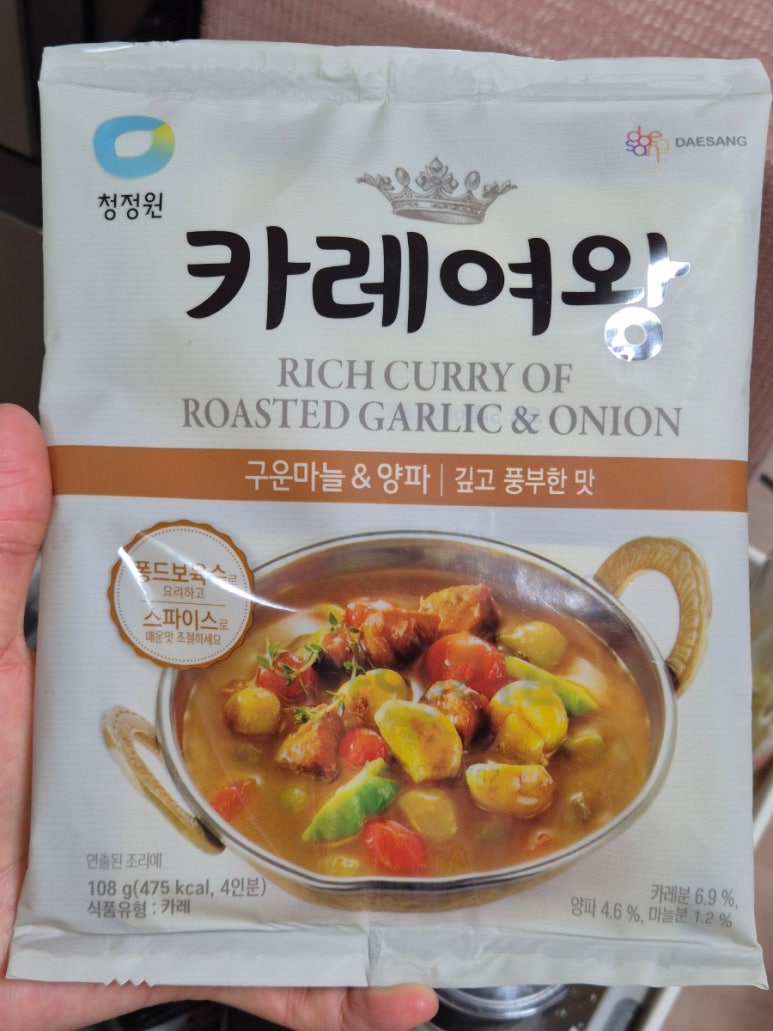 청정원
dae sang DAESANG
카레여왕
RICH CURRY OF
ROASTED GARLIC & ONION
구운마늘 & 양파 | 깊고 풍부한 맛
퐁드보육수로
요리하고
스파이스로
매운맛 조절하세요
연출된 조리예
108 g(475 kcal, 4인분)
식품유형 : 카레
카레분 6.9 %,
양파 4.6 %, 마늘분 1.2 %